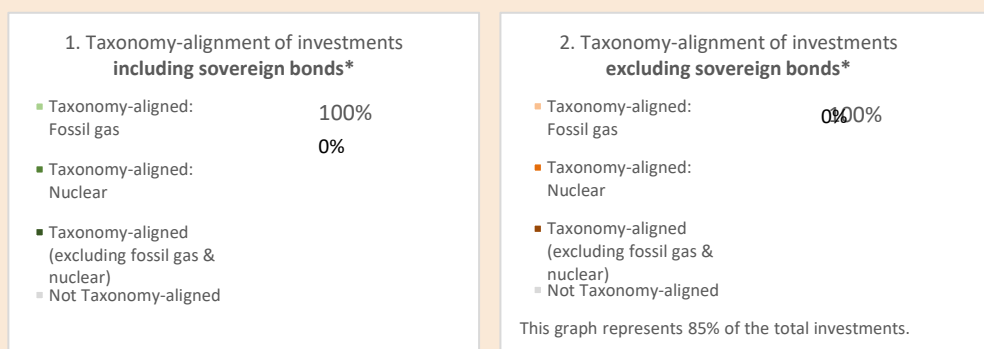 1. Taxonomy-alignment of investments
including sovereign bonds*
Taxonomy-aligned:
Fossil gas
Taxonomy-aligned:
Nuclear
Taxonomy-aligned
(excluding fossil gas &
nuclear)
Not Taxonomy-aligned
100%
0%
2. Taxonomy-alignment of investments
excluding sovereign bonds*
Taxonomy-aligned:
Fossil gas
Taxonomy-aligned:
Nuclear
Taxonomy-aligned
(excluding fossil gas &
nuclear)
Not Taxonomy-aligned
0%
100%
This graph represents 85% of the total investments.